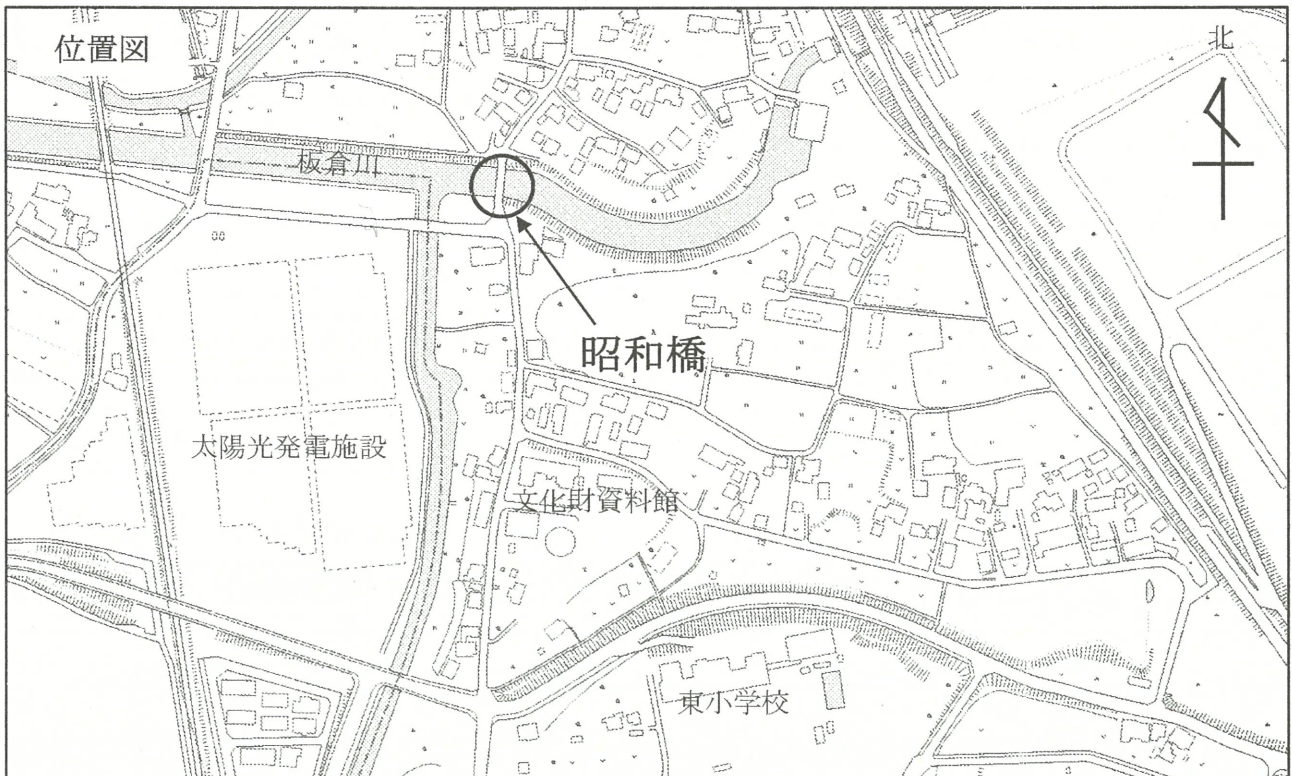 位置図
北
板倉川
昭和橋
太陽光発電施設
文化財資料館
東小学校